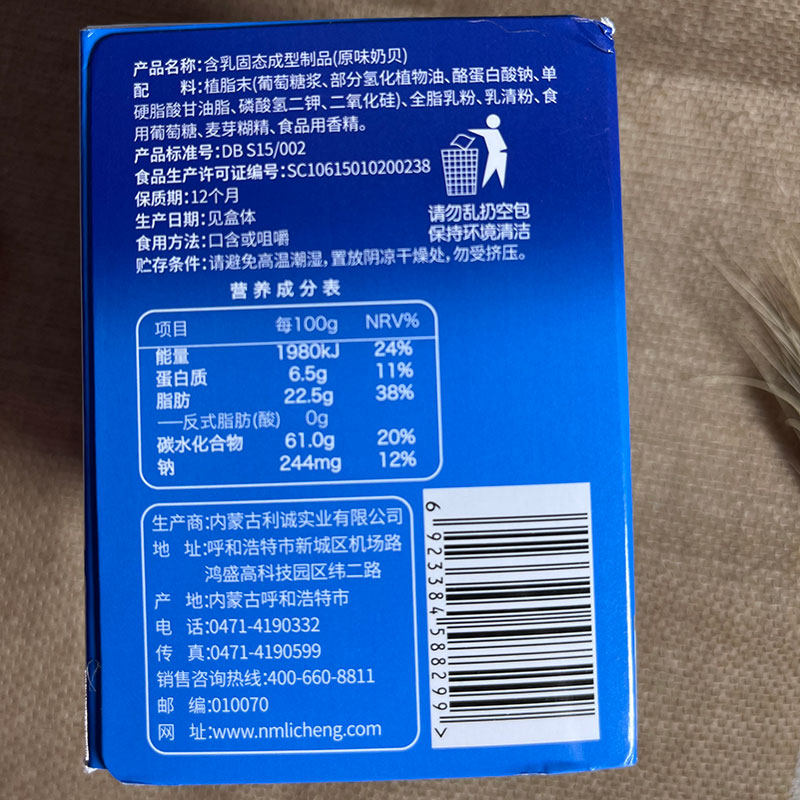 产品名称:含乳固态成型制品(原味奶贝)
配 料:植脂末(葡萄糖浆、部分氢化植物油、酪蛋白酸钠、单
硬脂酸甘油脂、磷酸氢二钾、二氧化硅)、全脂乳粉、乳清粉、食
用葡萄糖、麦芽糊精、食品用香精。
产品标准号:DB S15/002
食品生产许可证编号:SC10615010200238
保质期:12个月
生产日期:见盒体
食用方法:口含或咀嚼
贮存条件:请避免高温潮湿,置放阴凉干燥处,勿受挤压。
请勿乱扔空包
保持环境清洁
营养成分表
项目 每100g NRV%
能量 1980kJ 24%
蛋白质 6.5g 11%
脂肪 22.5g 38%
——反式脂肪(酸) 0g
碳水化合物 61.0g 20%
钠 244mg 12%
生产商:内蒙古利诚实业有限公司
地 址:呼和浩特市新城区机场路
鸿盛高科技园区纬二路
产 地:内蒙古呼和浩特市
电 话:0471-4190332
传 真:0471-4190599
销售咨询热线:400-660-8811
邮 编:010070
网 址:www.nmlicheng.com
6 923384 588299 >